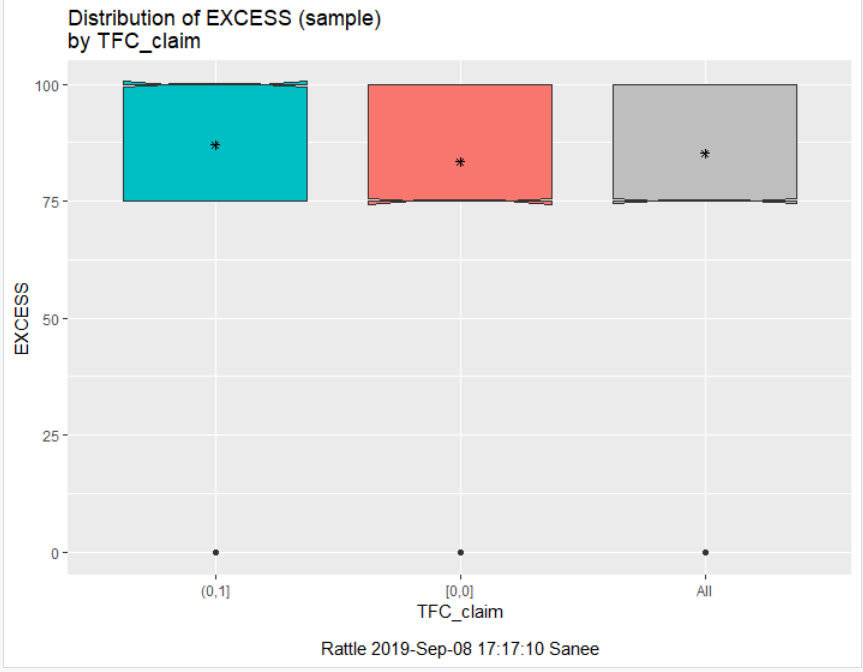 Distribution of EXCESS (sample)
by TFC_claim
100
75
50
25
0
EXCESS
(0,1]
[0,0]
All
TFC_claim
Rattle 2019-Sep-08 17:17:10 Sanee